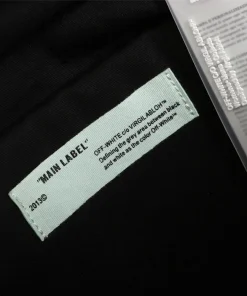 "MAIN LABEL"
2013©
OFF-WHITE c/o VIRGIL ABLOH™
Defining the grey area between black
and white as the color Off-White™